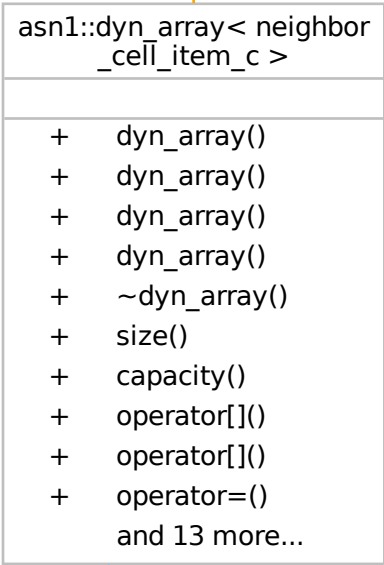 asn1::dyn_array< neighbor
_cell_item_c >
+ dyn_array()
+ dyn_array()
+ dyn_array()
+ dyn_array()
+ ~dyn_array()
+ size()
+ capacity()
+ operator[]()
+ operator[]()
+ operator=()
and 13 more...